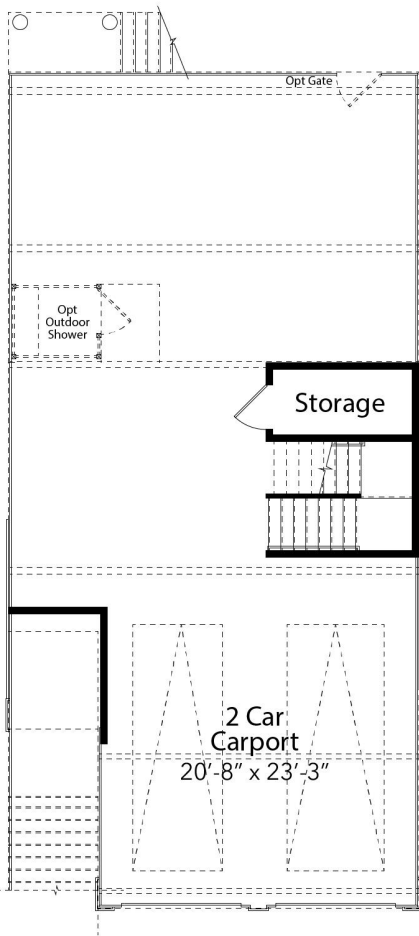 Opt Gate
Opt
Outdoor
Shower
Storage
2 Car
Carport
20'-8" x 23'-3"